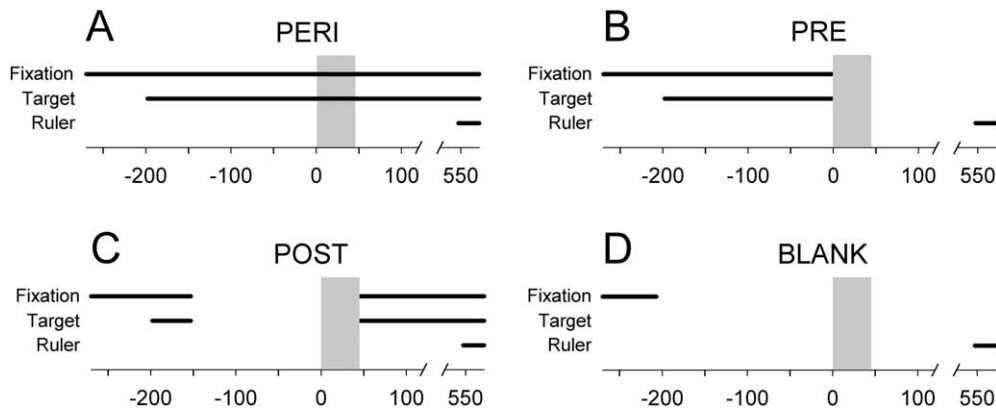 A
PERI
Fixation
Target
Ruler
-200 -100 0 100 550
B
PRE
Fixation
Target
Ruler
-200 -100 0 100 550
C
POST
Fixation
Target
Ruler
-200 -100 0 100 550
D
BLANK
Fixation
Target
Ruler
-200 -100 0 100 550